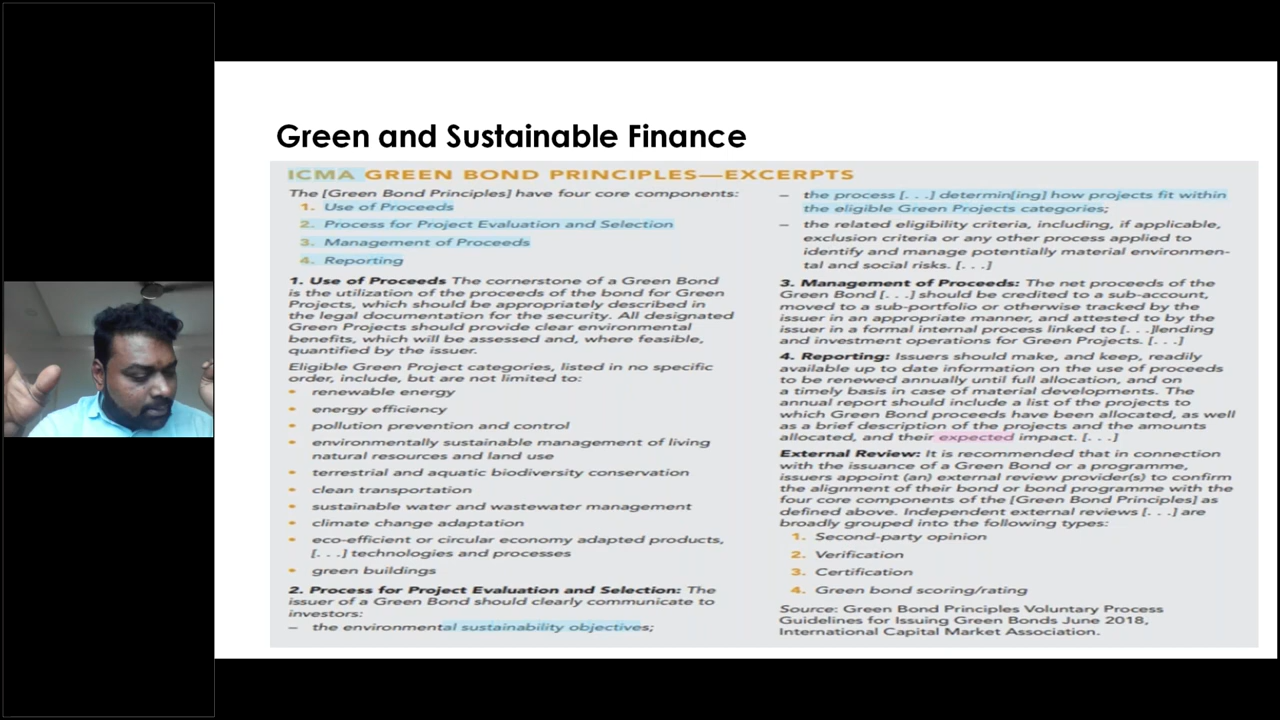 Green and Sustainable Finance
ICMA GREEN BOND PRINCIPLES—EXCERPTS
The [Green Bond Principles] have four core components:
1. Use of Proceeds
2. Process for Project Evaluation and Selection
3. Management of Proceeds
4. Reporting
1. Use of Proceeds The cornerstone of a Green Bond
is the utilization of the proceeds of the bond for Green
Projects, which should be appropriately described in
the legal documentation for the security. All designated
Green Projects should provide clear environmental
benefits, which will be assessed and, where feasible,
quantified by the issuer.
Eligible Green Project categories, listed in no specific
order, include, but are not limited to:
• renewable energy
• energy efficiency
• pollution prevention and control
• environmentally sustainable management of living
natural resources and land use
• terrestrial and aquatic biodiversity conservation
• clean transportation
• sustainable water and wastewater management
• climate change adaptation
• eco-efficient or circular economy adapted products,
[. . .] technologies and processes
• green buildings
2. Process for Project Evaluation and Selection: The
issuer of a Green Bond should clearly communicate to
investors:
– the environmental sustainability objectives;
– the process [. . .] determin[ing] how projects fit within
the eligible Green Projects categories;
– the related eligibility criteria, including, if applicable,
exclusion criteria or any other process applied to
identify and manage potentially material environmen-
tal and social risks. [. . .]
3. Management of Proceeds: The net proceeds of the
Green Bond [. . .] should be credited to a sub-account,
moved to a sub-portfolio or otherwise tracked by the
issuer in an appropriate manner, and attested to by the
issuer in a formal internal process linked to [. . .]lending
and investment operations for Green Projects. [. . .]
4. Reporting: Issuers should make, and keep, readily
available up to date information on the use of proceeds
to be renewed annually until full allocation, and on
a timely basis in case of material developments. The
annual report should include a list of the projects to
which Green Bond proceeds have been allocated, as well
as a brief description of the projects and the amounts
allocated, and their expected impact. [. . .]
External Review: It is recommended that in connection
with the issuance of a Green Bond or a programme,
issuers appoint (an) external review provider(s) to confirm
the alignment of their bond or bond programme with the
four core components of the [Green Bond Principles] as
defined above. Independent external reviews [. . .] are
broadly grouped into the following types:
1. Second-party opinion
2. Verification
3. Certification
4. Green bond scoring/rating
Source: Green Bond Principles Voluntary Process
Guidelines for Issuing Green Bonds June 2018,
International Capital Market Association.